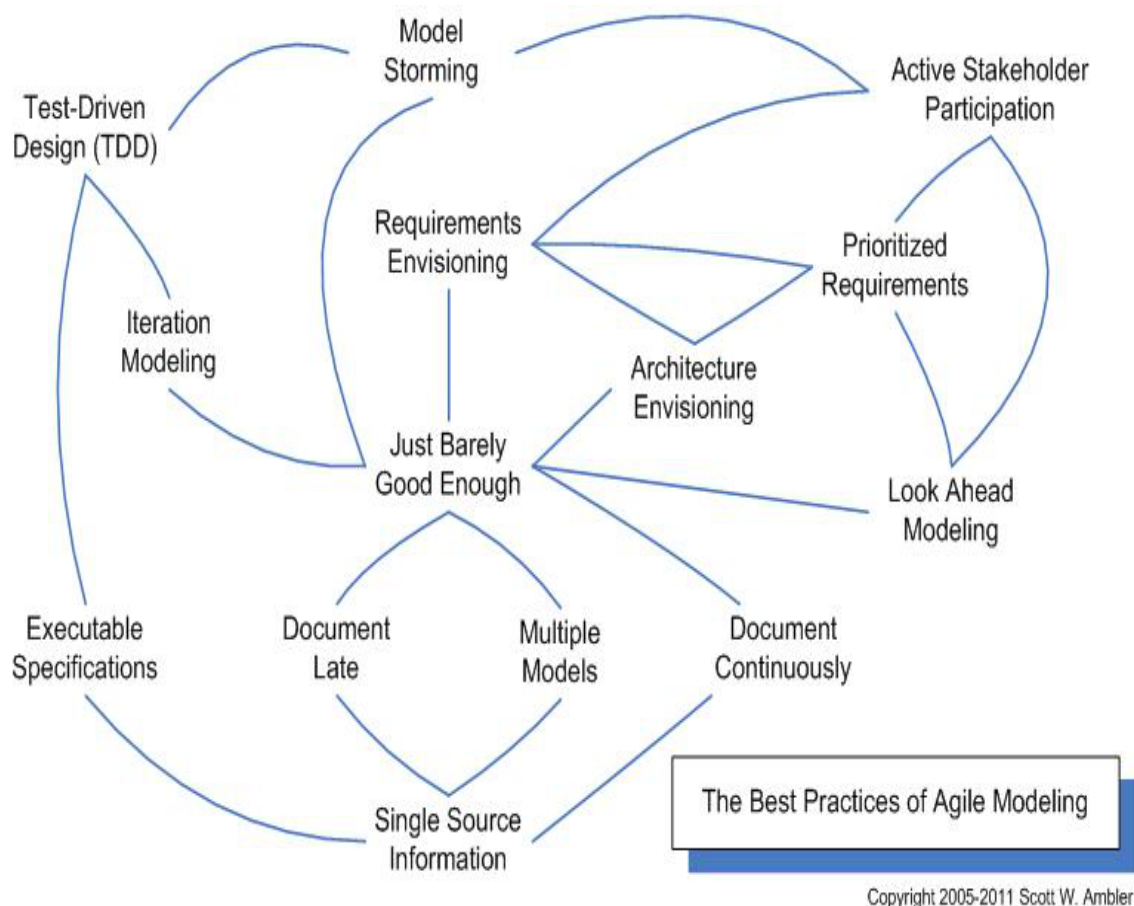 Model
Storming
Active Stakeholder
Participation
Test-Driven
Design (TDD)
Requirements
Envisioning
Prioritized
Requirements
Iteration
Modeling
Architecture
Envisioning
Just Barely
Good Enough
Look Ahead
Modeling
Executable
Specifications
Document
Late
Multiple
Models
Document
Continuously
Single Source
Information
The Best Practices of Agile Modeling
Copyright 2005-2011 Scott W. Ambler